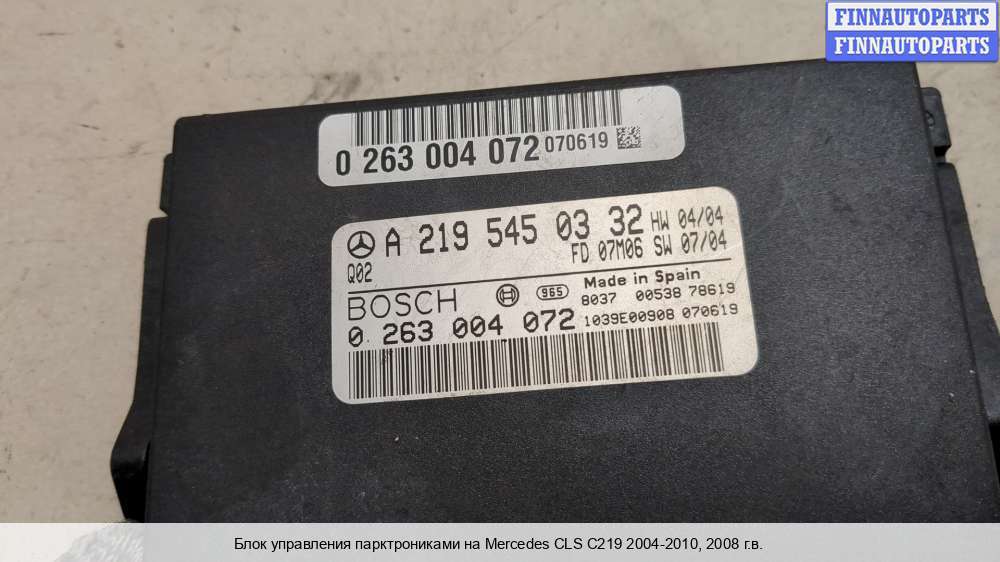 FINNAUTOPARTS
FINNAUTOPARTS
0 263 004 072 070619
A 219 545 03 32 HW 04/04
Q02 FD 07M06 SW 07/04
BOSCH 965 Made in Spain
8037 00538 78619
0 263 004 072 1039E00908 070619
Блок управления парктрониками на Mercedes CLS C219 2004-2010, 2008 г.в.